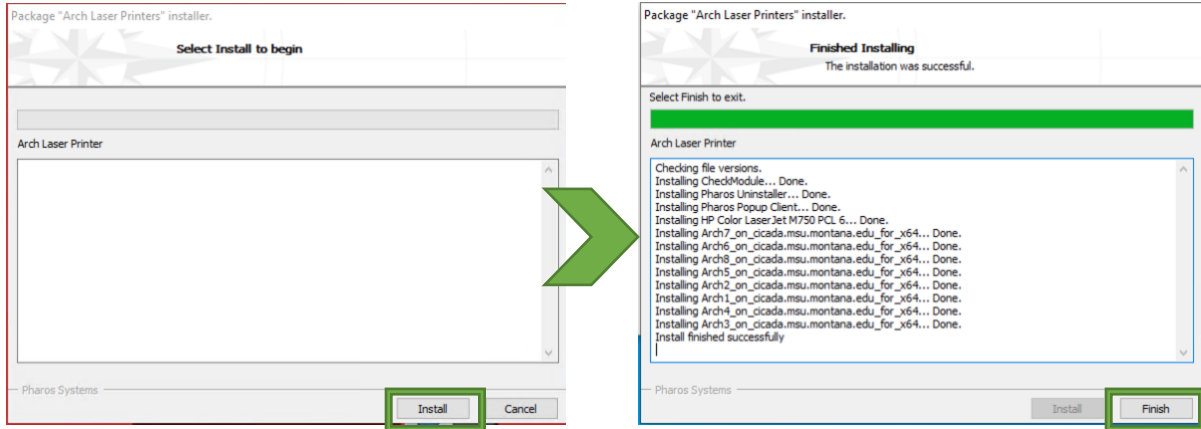 Package "Arch Laser Printers" installer.
Select Install to begin
Arch Laser Printer
Pharos Systems
Install
Cancel
Package "Arch Laser Printers" installer.
Finished Installing
The installation was successful.
Select Finish to exit.
Arch Laser Printer
Checking file versions.
Installing CheckModule... Done.
Installing Pharos Uninstaller... Done.
Installing Pharos Popup Client... Done.
Installing HP Color LaserJet M750 PCL 6... Done.
Installing Arch7_on_cicada.msu.montana.edu_for_x64... Done.
Installing Arch6_on_cicada.msu.montana.edu_for_x64... Done.
Installing Arch8_on_cicada.msu.montana.edu_for_x64... Done.
Installing Arch5_on_cicada.msu.montana.edu_for_x64... Done.
Installing Arch2_on_cicada.msu.montana.edu_for_x64... Done.
Installing Arch1_on_cicada.msu.montana.edu_for_x64... Done.
Installing Arch4_on_cicada.msu.montana.edu_for_x64... Done.
Installing Arch3_on_cicada.msu.montana.edu_for_x64... Done.
Install finished successfully
Pharos Systems
Install
Finish